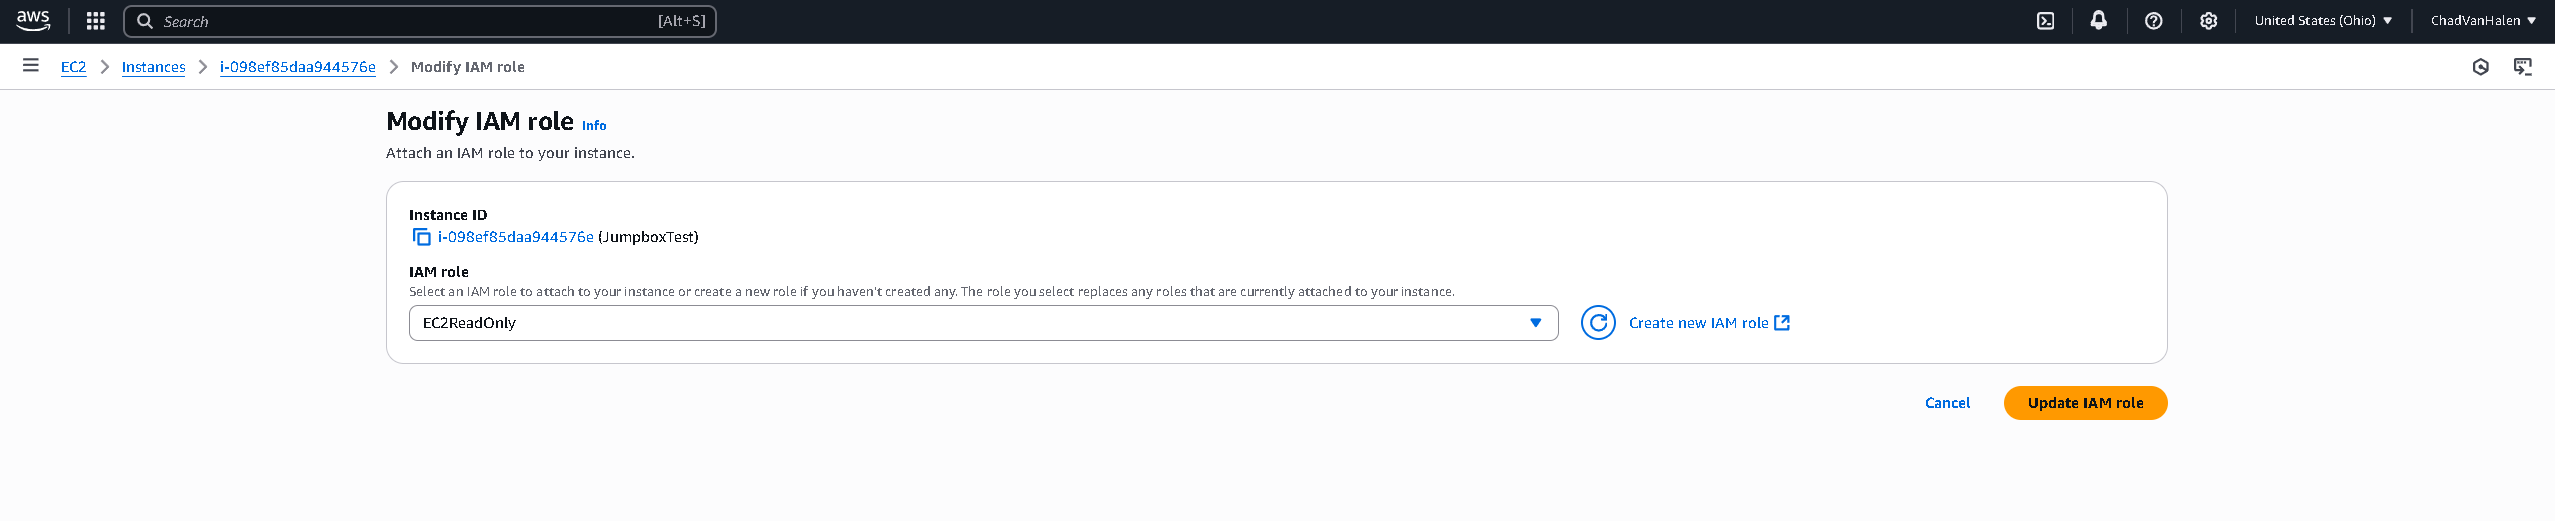 aws
Search [Alt+S]
United States (Ohio)
ChadVanHalen
EC2 > Instances > i-098ef85daa944576e > Modify IAM role
Modify IAM role Info
Attach an IAM role to your instance.
Instance ID
i-098ef85daa944576e (JumpboxTest)
IAM role
Select an IAM role to attach to your instance or create a new role if you haven't created any. The role you select replaces any roles that are currently attached to your instance.
EC2ReadOnly
Create new IAM role
Cancel
Update IAM role